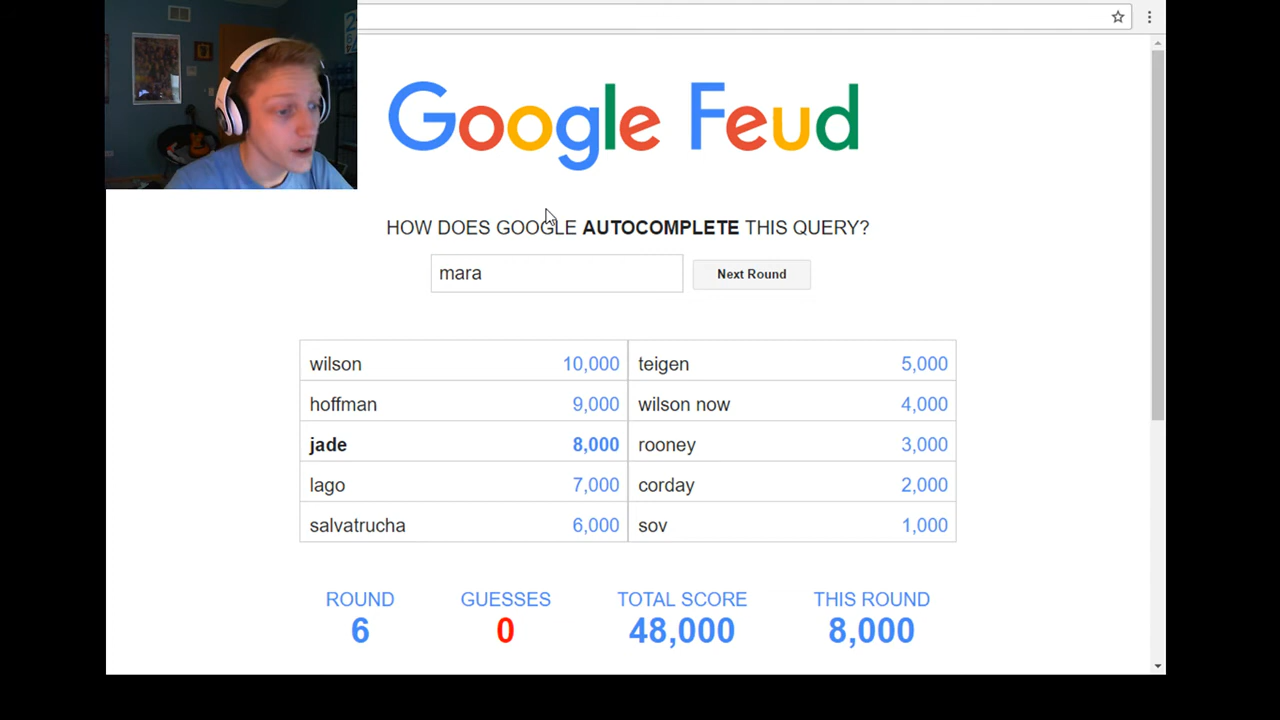 Google Feud
HOW DOES GOOGLE AUTOCOMPLETE THIS QUERY?
mara
Next Round
wilson 10,000 teigen 5,000
hoffman 9,000 wilson now 4,000
jade 8,000 rooney 3,000
lago 7,000 corday 2,000
salvatrucha 6,000 sov 1,000
ROUND GUESSES TOTAL SCORE THIS ROUND
6 0 48,000 8,000